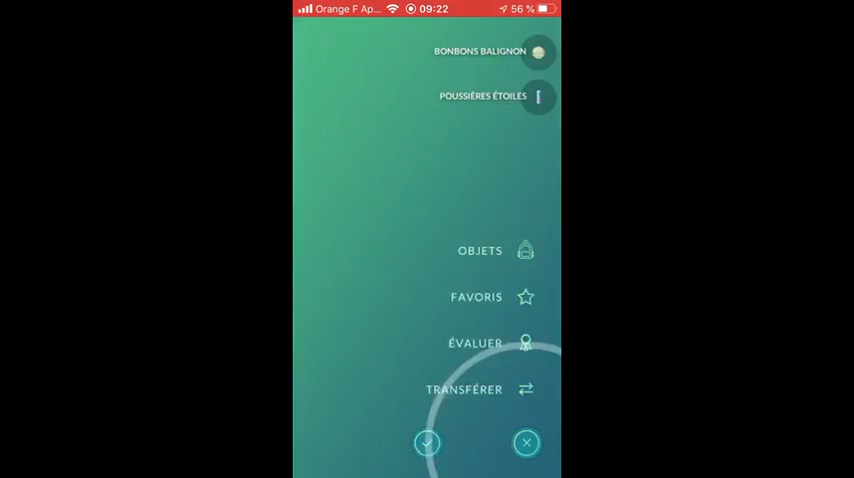 Orange F Ap... 09:22 56 %
BONBONS BALIGNON
POUSSIÈRES ÉTOILES
OBJETS
FAVORIS
ÉVALUER
TRANSFÉRER